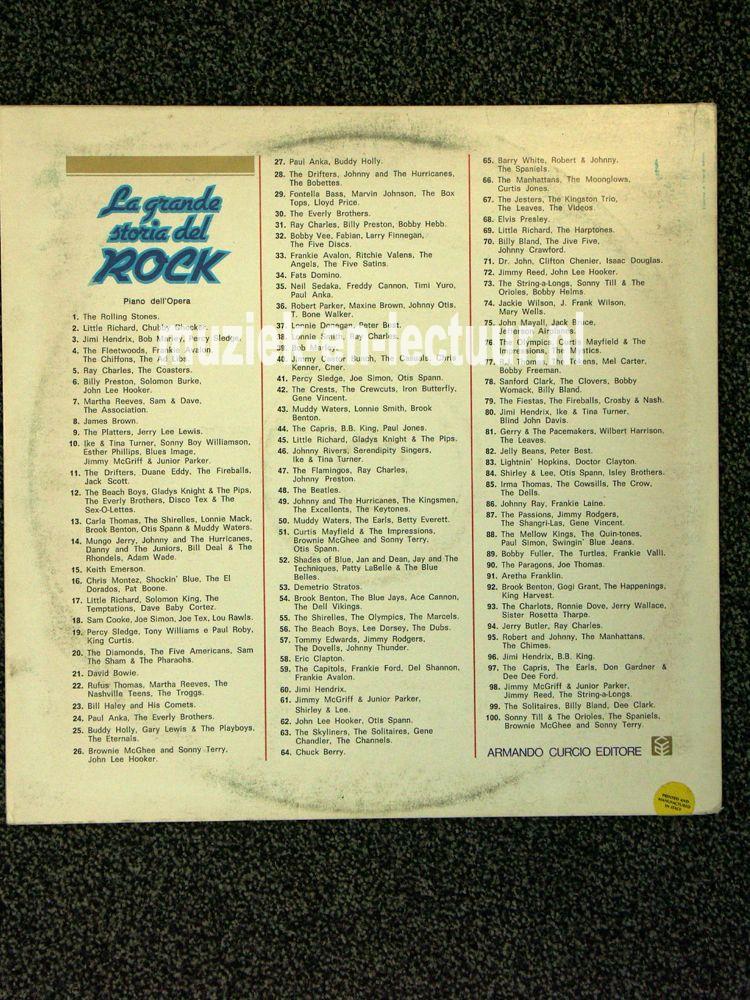 La grande
storia del
ROCK
Piano dell'Opera
1. The Rolling Stones.
2. Little Richard, Chubby Checker.
3. Jimi Hendrix, Bob Marley, Percy Sledge,
4. The Fleetwoods, Frankie Avalon,
The Chiffons, The Ad Libs.
5. Ray Charles, The Coasters.
6. Billy Preston, Solomon Burke,
John Lee Hooker.
7. Martha Reeves, Sam & Dave,
The Association.
8. James Brown.
9. The Platters, Jerry Lee Lewis.
10. Ike & Tina Turner, Sonny Boy Williamson,
Esther Phillips, Blues Image,
Jimmy McGriff & Junior Parker.
11. The Drifters, Duane Eddy, The Fireballs,
Jack Scott.
12. The Beach Boys, Gladys Knight & The Pips,
The Everly Brothers, Disco Tex & The
Sex-O-Lettes.
13. Carla Thomas, The Shirelles, Lonnie Mack,
Brook Benton, Otis Spann & Muddy Waters.
14. Mungo Jerry, Johnny and The Hurricanes,
Danny and The Juniors, Bill Deal & The
Rhondels, Adam Wade.
15. Keith Emerson.
16. Chris Montez, Shockin' Blue, The El
Dorados, Pat Boone.
17. Little Richard, Solomon King, The
Temptations, Dave Baby Cortez.
18. Sam Cooke, Joe Simon, Joe Tex, Lou Rawls.
19. Percy Sledge, Tony Williams e Paul Roby,
King Curtis.
20. The Diamonds, The Five Americans, Sam
The Sham & The Pharaohs.
21. David Bowie.
22. Rufus Thomas, Martha Reeves, The
Nashville Teens, The Troggs.
23. Bill Haley and His Comets.
24. Paul Anka, The Everly Brothers.
25. Buddy Holly, Gary Lewis & The Playboys,
The Eternals.
26. Brownie McGhee and Sonny Terry,
John Lee Hooker.
27. Paul Anka, Buddy Holly.
28. The Drifters, Johnny and The Hurricanes,
The Bobettes.
29. Fontella Bass, Marvin Johnson, The Box
Tops, Lloyd Price.
30. The Everly Brothers.
31. Ray Charles, Billy Preston, Bobby Hebb.
32. Bobby Vee, Fabian, Larry Finnegan,
The Five Discs.
33. Frankie Avalon, Ritchie Valens, The
Angels, The Five Satins.
34. Fats Domino.
35. Neil Sedaka, Freddy Cannon, Timi Yuro,
Paul Anka.
36. Robert Parker, Maxine Brown, Johnny Otis,
T. Bone Walker.
37. Lonnie Donegan, Peter Best.
38. Lonnie Smith, Ray Charles.
39. Bob Marley.
40. Jimmy Castor Bunch, The Casuals, Chris
Kenner, Cher.
41. Percy Sledge, Joe Simon, Otis Spann.
42. The Crests, The Crewcuts, Iron Butterfly,
Gene Vincent.
43. Muddy Waters, Lonnie Smith, Brook
Benton.
44. The Capris, B.B. King, Paul Jones.
45. Little Richard, Gladys Knight & The Pips.
46. Johnny Rivers, Serendipity Singers,
Ike & Tina Turner.
47. The Flamingos, Ray Charles,
Johnny Preston.
48. The Beatles.
49. Johnny and The Hurricanes, The Kingsmen,
The Excellents, The Keytones.
50. Muddy Waters, The Earls, Betty Everett.
51. Curtis Mayfield & The Impressions,
Brownie McGhee and Sonny Terry,
Otis Spann.
52. Shades of Blue, Jan and Dean, Jay and The
Techniques, Patty LaBelle & The Blue
Belles.
53. Demetrio Stratos.
54. Brook Benton, The Blue Jays, Ace Cannon,
The Dell Vikings.
55. The Shirelles, The Olympics, The Marcels.
56. The Beach Boys, Lee Dorsey, The Dubs.
57. Tommy Edwards, Jimmy Rodgers,
The Dovells, Johnny Thunder.
58. Eric Clapton.
59. The Capitols, Frankie Ford, Del Shannon,
Frankie Avalon.
60. Jimi Hendrix.
61. Jimmy McGriff & Junior Parker,
Shirley & Lee.
62. John Lee Hooker, Otis Spann.
63. The Skyliners, The Solitaires, Gene
Chandler, The Channels.
64. Chuck Berry.
65. Barry White, Robert & Johnny,
The Spaniels.
66. The Manhattans, The Moonglows,
Curtis Jones.
67. The Jesters, The Kingston Trio,
The Leaves, The Videos.
68. Elvis Presley.
69. Little Richard, The Harptones.
70. Billy Bland, The Jive Five,
Johnny Crawford.
71. Dr. John, Clifton Chenier, Isaac Douglas.
72. Jimmy Reed, John Lee Hooker.
73. The String-a-Longs, Sonny Till & The
Orioles, Bobby Helms.
74. Jackie Wilson, J. Frank Wilson,
Mary Wells.
75. John Mayall, Jack Bruce,
Jefferson Airplane.
76. The Olympics, Curtis Mayfield & The
Impressions,
77. B.J. Thomas, The Tokens, Mel Carter,
Bobby Freeman.
78. Sanford Clark, The Clovers, Bobby
Womack, Billy Bland.
79. The Fiestas, The Fireballs, Crosby & Nash.
80. Jimi Hendrix, Ike & Tina Turner,
Blind John Davis.
81. Gerry & The Pacemakers, Wilbert Harrison,
The Leaves.
82. Jelly Beans, Peter Best.
83. Lightnin' Hopkins, Doctor Clayton.
84. Shirley & Lee, Otis Spann, Isley Brothers.
85. Irma Thomas, The Cowsills, The Crow,
The Dells.
86. Johnny Ray, Frankie Laine.
87. The Passions, Jimmy Rodgers,
The Shangri-Las, Gene Vincent.
88. The Mellow Kings, The Quin-tones,
Paul Simon, Swingin' Blue Jeans.
89. Bobby Fuller, The Turtles, Frankie Valli.
90. The Paragons, Joe Thomas.
91. Aretha Franklin.
92. Brook Benton, Gogi Grant, The Happenings,
King Harvest.
93. The Charlots, Ronnie Dove, Jerry Wallace,
Sister Rosetta Tharpe.
94. Jerry Butler, Ray Charles.
95. Robert and Johnny, The Manhattans,
The Chimes.
96. Jimi Hendrix, B.B. King.
97. The Capris, The Earls, Don Gardner &
Dee Dee Ford.
98. Jimmy McGriff & Junior Parker,
Jimmy Reed, The String-a-Longs.
99. The Solitaires, Billy Bland, Dee Clark.
100. Sonny Till & The Orioles, The Spaniels,
Brownie McGhee and Sonny Terry.
ARMANDO CURCIO EDITORE
PRINTED AND
MANUFACTURED
IN ITALY
muziek-en-lectuur.nl